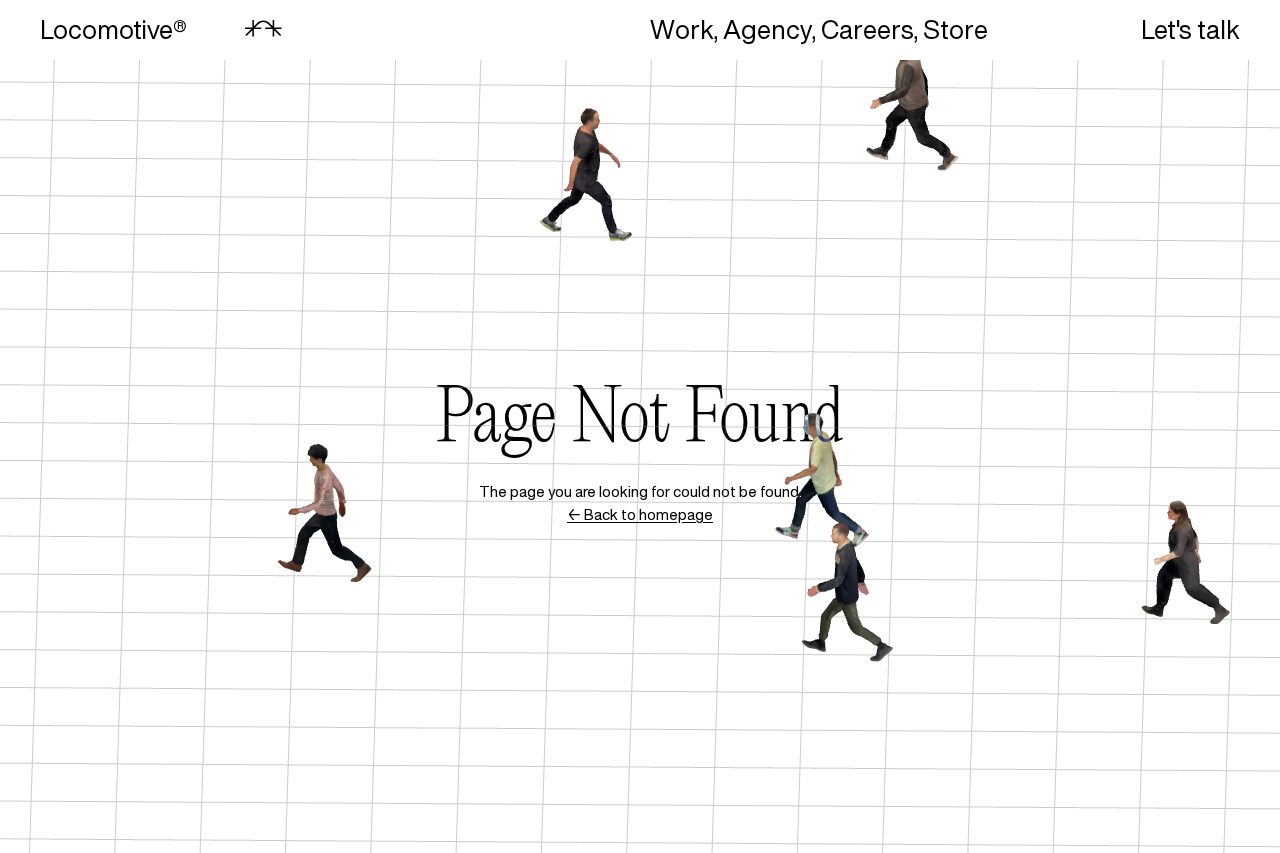 Locomotive®
Work, Agency, Careers, Store
Let's talk
Page Not Found
The page you are looking for could not be found.
← Back to homepage